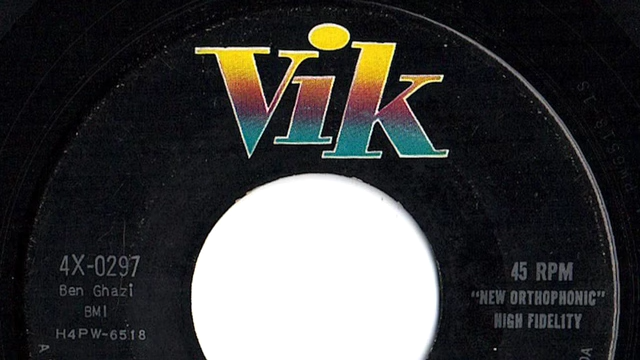 Vik
4X-0297
Ben Ghazi
BMI
H4PW-6518
45 RPM
"NEW ORTHOPHONIC"
HIGH FIDELITY